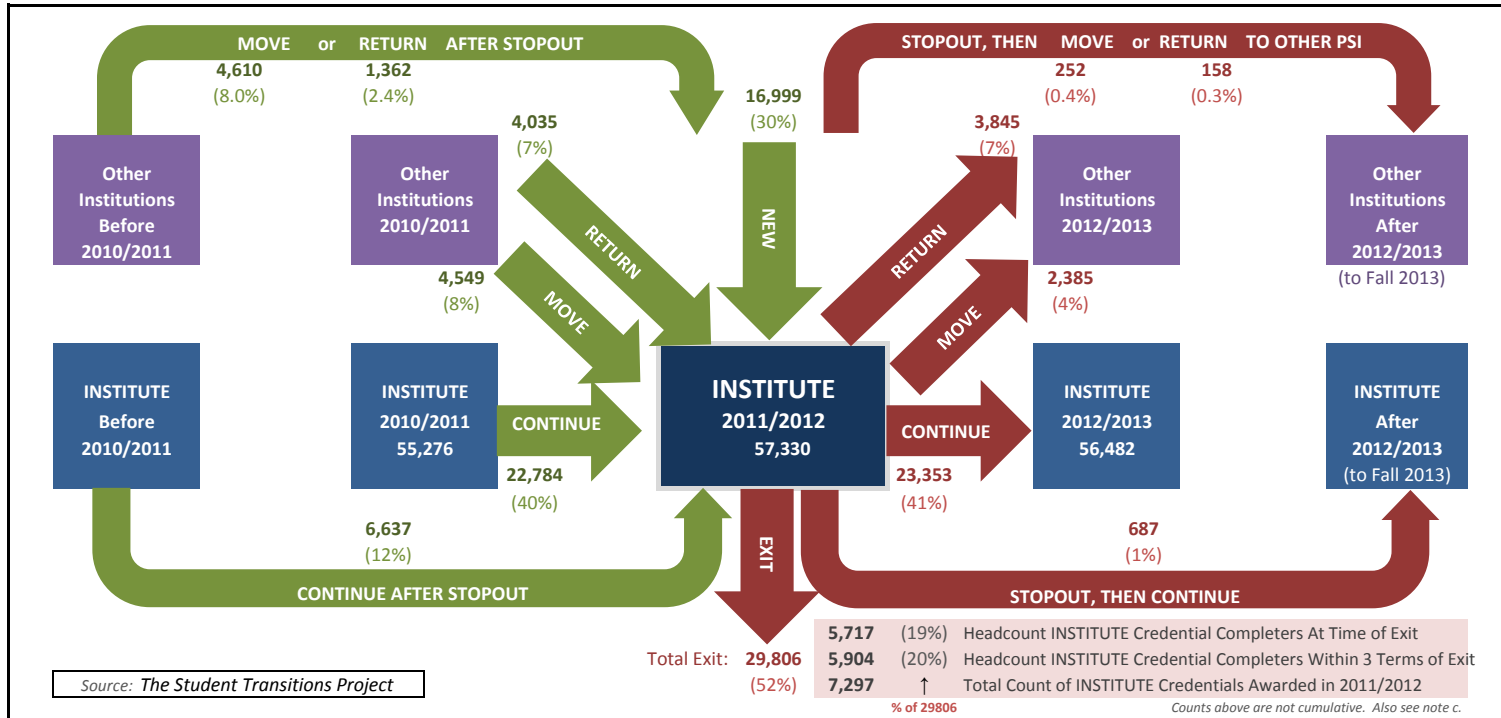 MOVE or RETURN AFTER STOPOUT
4,610 1,362
(8.0%) (2.4%)
STOPOUT, THEN MOVE or RETURN TO OTHER PSI
252 158
(0.4%) (0.3%)
16,999
(30%)
4,035
(7%)
3,845
(7%)
Other
Institutions
Before
2010/2011
Other
Institutions
2010/2011
RETURN
NEW
RETURN
Other
Institutions
2012/2013
Other
Institutions
After
2012/2013
(to Fall 2013)
4,549
(8%)
MOVE
MOVE
2,385
(4%)
INSTITUTE
Before
2010/2011
INSTITUTE
2010/2011
55,276
CONTINUE
22,784
(40%)
INSTITUTE
2011/2012
57,330
CONTINUE
23,353
(41%)
INSTITUTE
2012/2013
56,482
INSTITUTE
After
2012/2013
(to Fall 2013)
6,637
(12%)
CONTINUE AFTER STOPOUT
EXIT
687
(1%)
STOPOUT, THEN CONTINUE
Total Exit: 29,806
(52%)
5,717 (19%) Headcount INSTITUTE Credential Completers At Time of Exit
5,904 (20%) Headcount INSTITUTE Credential Completers Within 3 Terms of Exit
7,297 ↑ Total Count of INSTITUTE Credentials Awarded in 2011/2012
% of 29806
Counts above are not cumulative. Also see note c.
Source: The Student Transitions Project